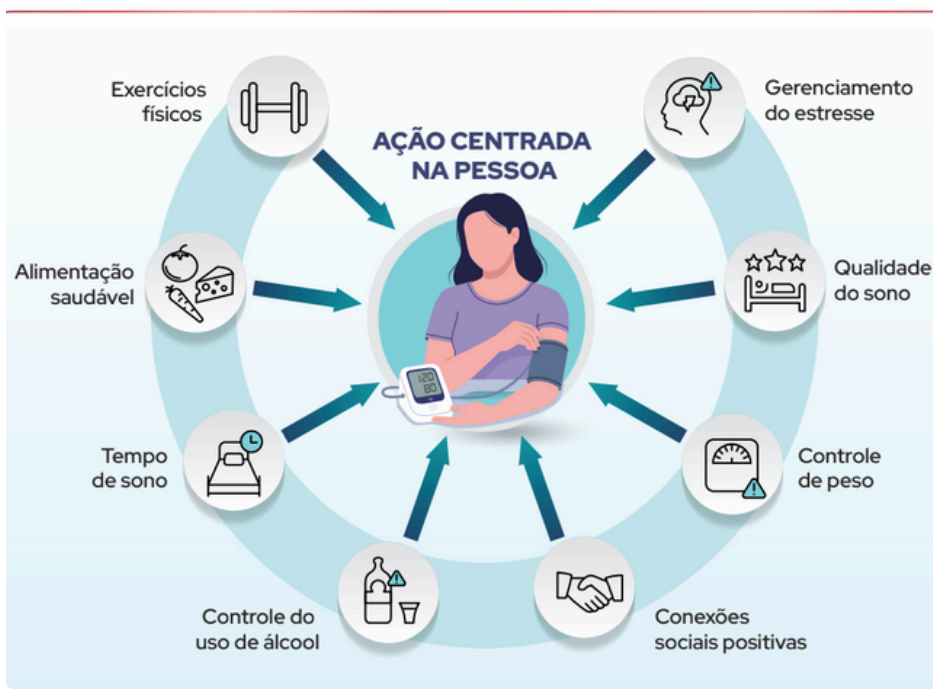 AÇÃO CENTRADA
NA PESSOA
Exercícios
físicos
Gerenciamento
do estresse
Alimentação
saudável
Qualidade
do sono
120
80
Tempo
de sono
Controle
de peso
Controle do
uso de álcool
Conexões
sociais positivas